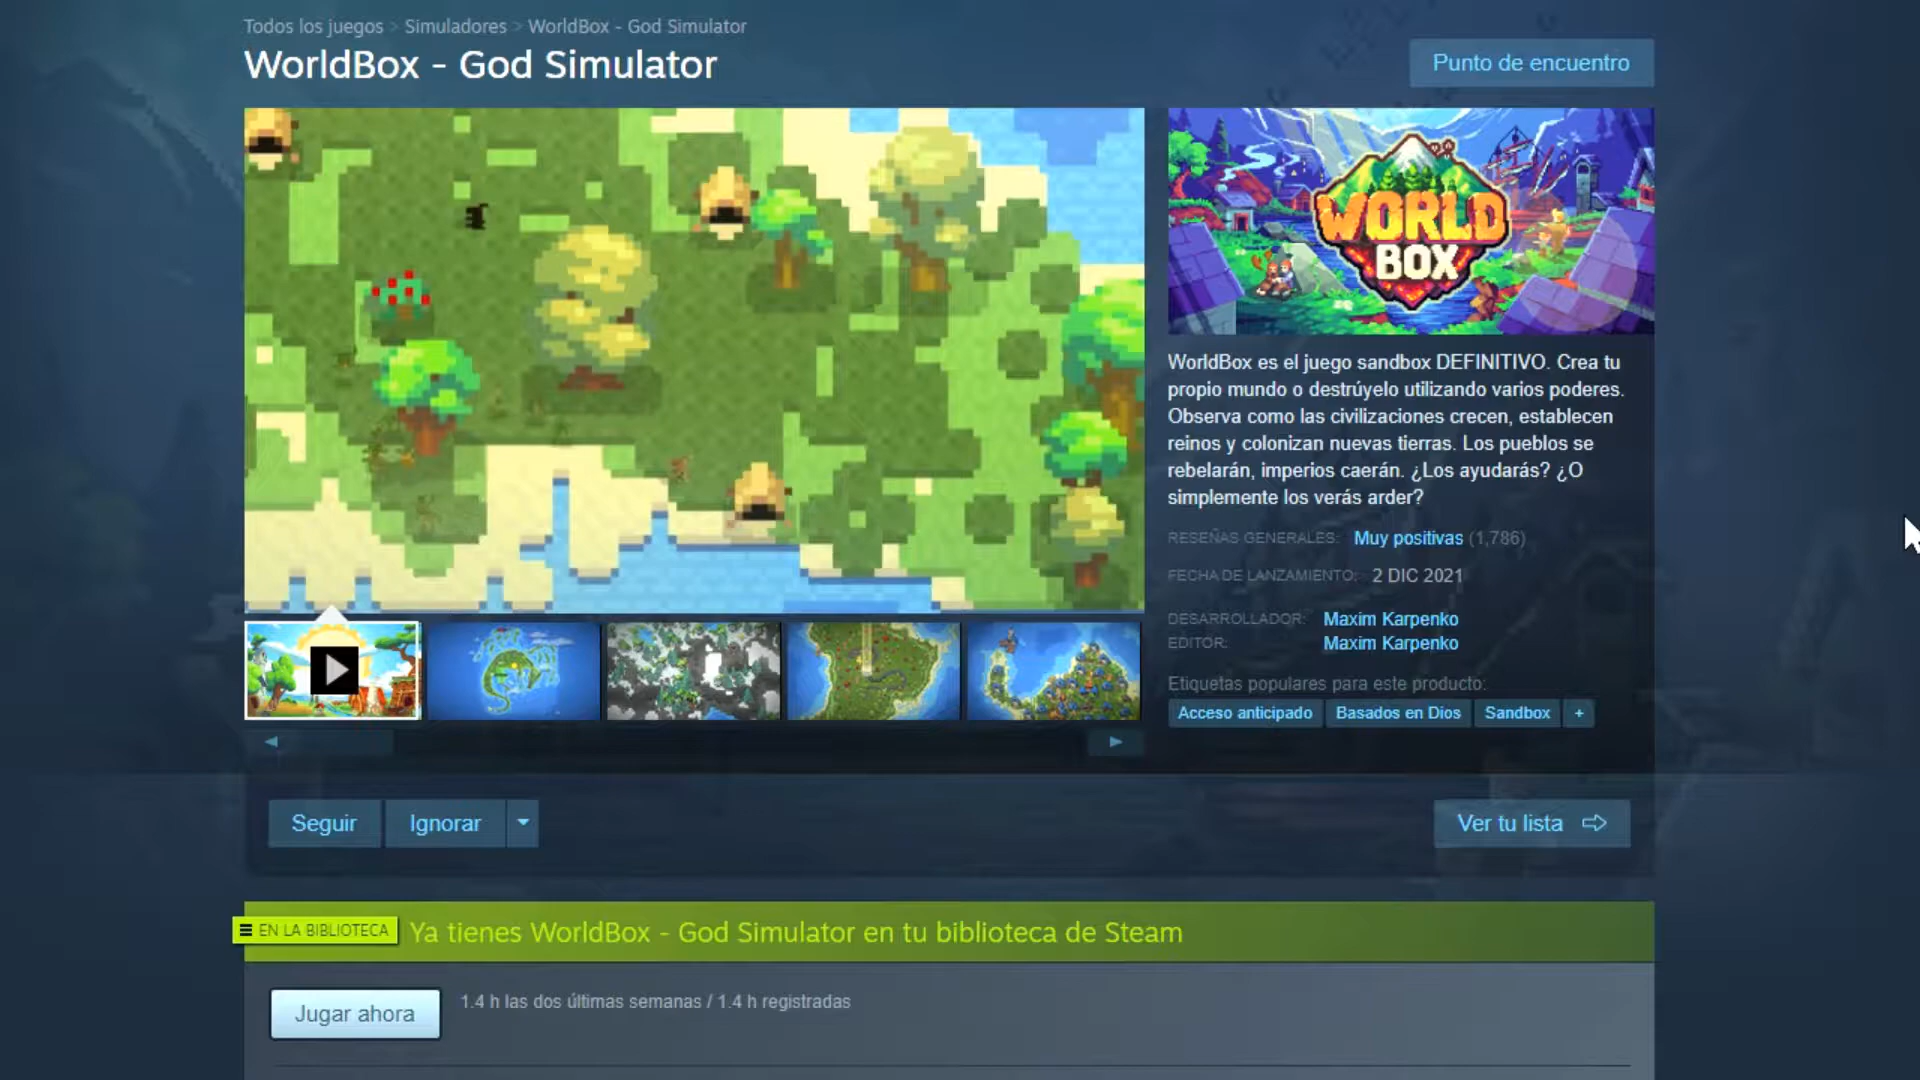 Todos los juegos > Simuladores > WorldBox - God Simulator
WorldBox - God Simulator
Punto de encuentro
WORLD
BOX
WorldBox es el juego sandbox DEFINITIVO. Crea tu
propio mundo o destrúyelo utilizando varios poderes.
Observa como las civilizaciones crecen, establecen
reinos y colonizan nuevas tierras. Los pueblos se
rebelarán, imperios caerán. ¿Los ayudarás? ¿O
simplemente los verás arder?
RESEÑAS GENERALES: Muy positivas (1,786)
FECHA DE LANZAMIENTO: 2 DIC 2021
DESARROLLADOR: Maxim Karpenko
EDITOR: Maxim Karpenko
Etiquetas populares para este producto:
Acceso anticipado Basados en Dios Sandbox +
Seguir Ignorar Ver tu lista
EN LA BIBLIOTECA Ya tienes WorldBox - God Simulator en tu biblioteca de Steam
Jugar ahora 1.4 h las dos últimas semanas / 1.4 h registradas